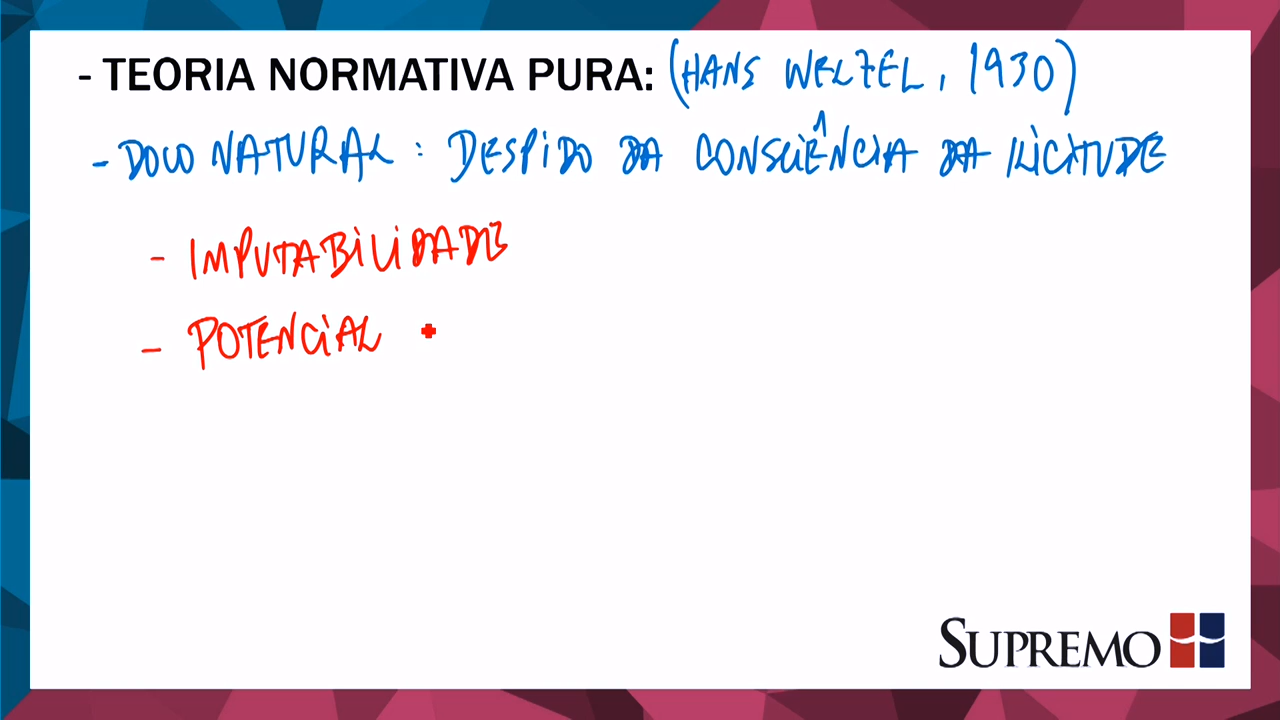 - TEORIA NORMATIVA PURA: (HANS WELZEL, 1930)
- DOLO NATURAL: DESPIDO DA CONSCIÊNCIA DA ILICITUDE
- IMPUTABILIDADE
- POTENCIAL
SUPREMO